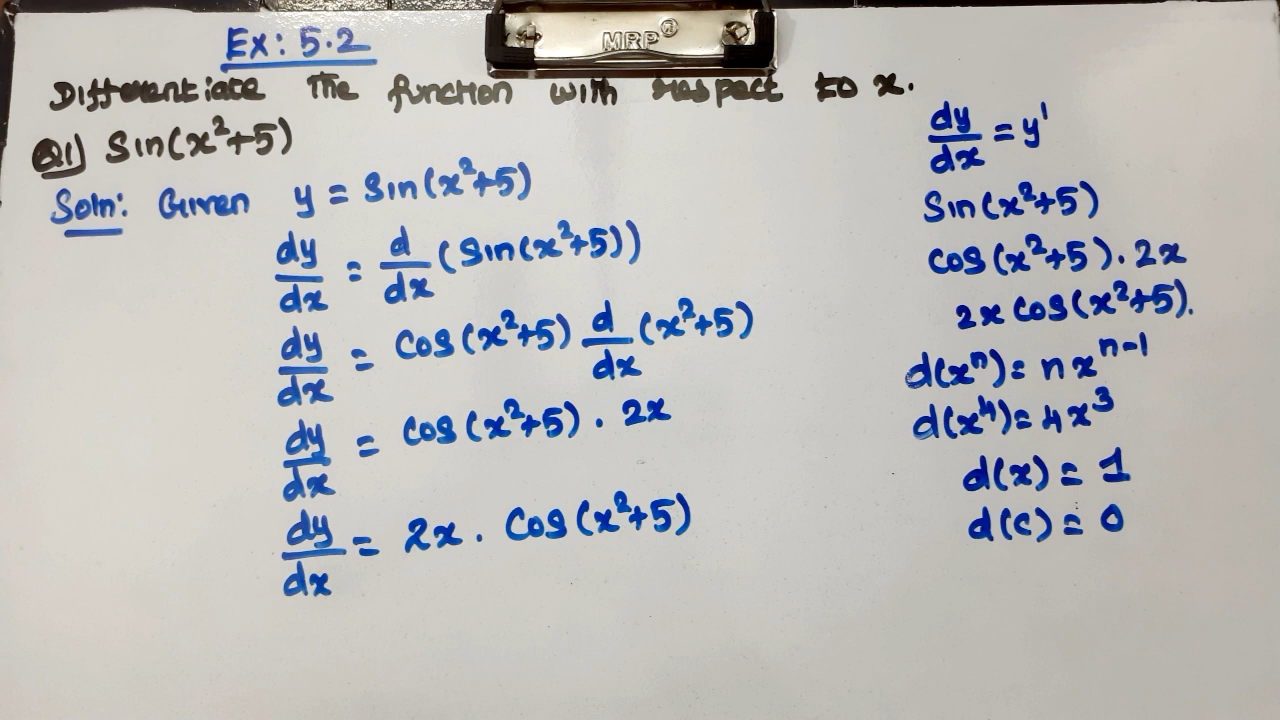 MRP®
Ex: 5.2
Differentiate The function with respect to x.
Q1) Sin(x²+5)
Soln: Given y = Sin(x²+5)
dy/dx = d/dx (Sin(x²+5))
dy/dx = Cos(x²+5) d/dx (x²+5)
dy/dx = Cos(x²+5) . 2x
dy/dx = 2x . Cos(x²+5)
dy/dx = y'
Sin(x²+5)
Cos(x²+5) . 2x
2x Cos(x²+5).
d(xⁿ) = n xⁿ⁻¹
d(x⁴) = 4x³
d(x) = 1
d(c) = 0